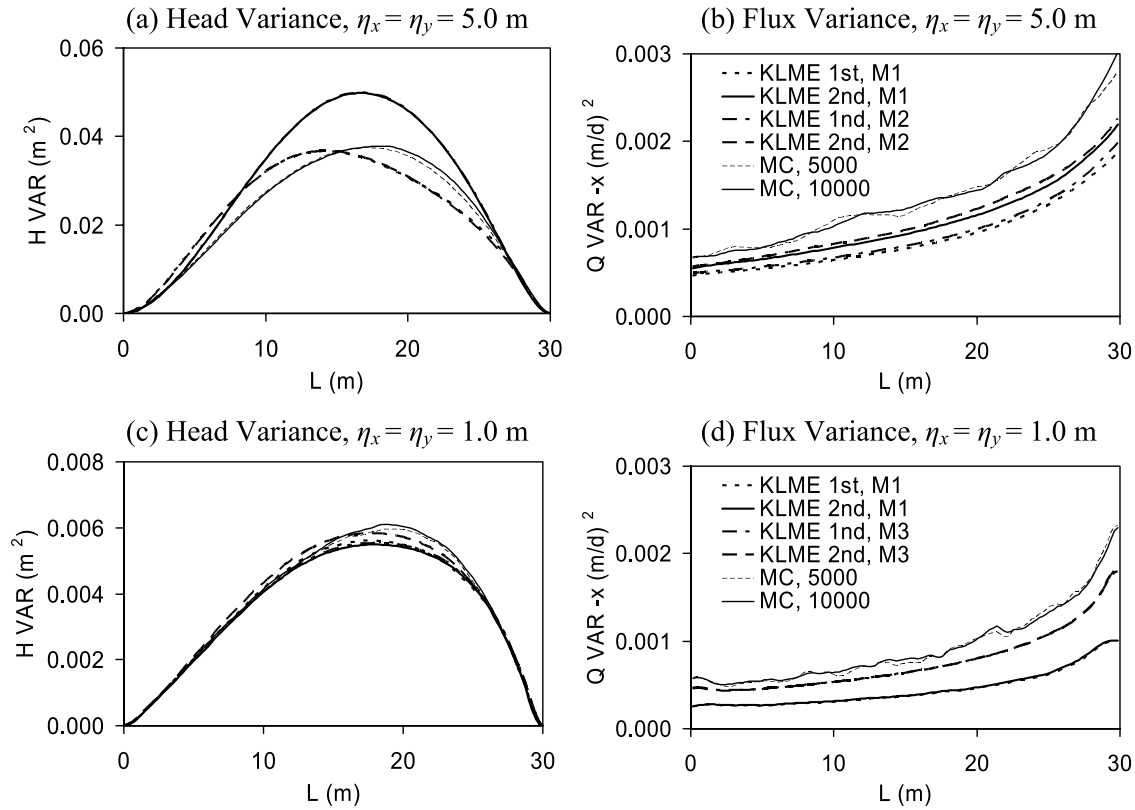 (a) Head Variance, ηx = ηy = 5.0 m
0.06
0.04
0.02
0.00
H VAR (m²)
0
10
20
30
L (m)
(b) Flux Variance, ηx = ηy = 5.0 m
0.003
0.002
0.001
0.000
Q VAR -x (m/d)²
KLME 1st, M1
KLME 2nd, M1
KLME 1nd, M2
KLME 2nd, M2
MC, 5000
MC, 10000
0
10
20
30
L (m)
(c) Head Variance, ηx = ηy = 1.0 m
0.008
0.006
0.004
0.002
0.000
H VAR (m²)
0
10
20
30
L (m)
(d) Flux Variance, ηx = ηy = 1.0 m
0.003
0.002
0.001
0.000
Q VAR -x (m/d)²
KLME 1st, M1
KLME 2nd, M1
KLME 1nd, M3
KLME 2nd, M3
MC, 5000
MC, 10000
0
10
20
30
L (m)